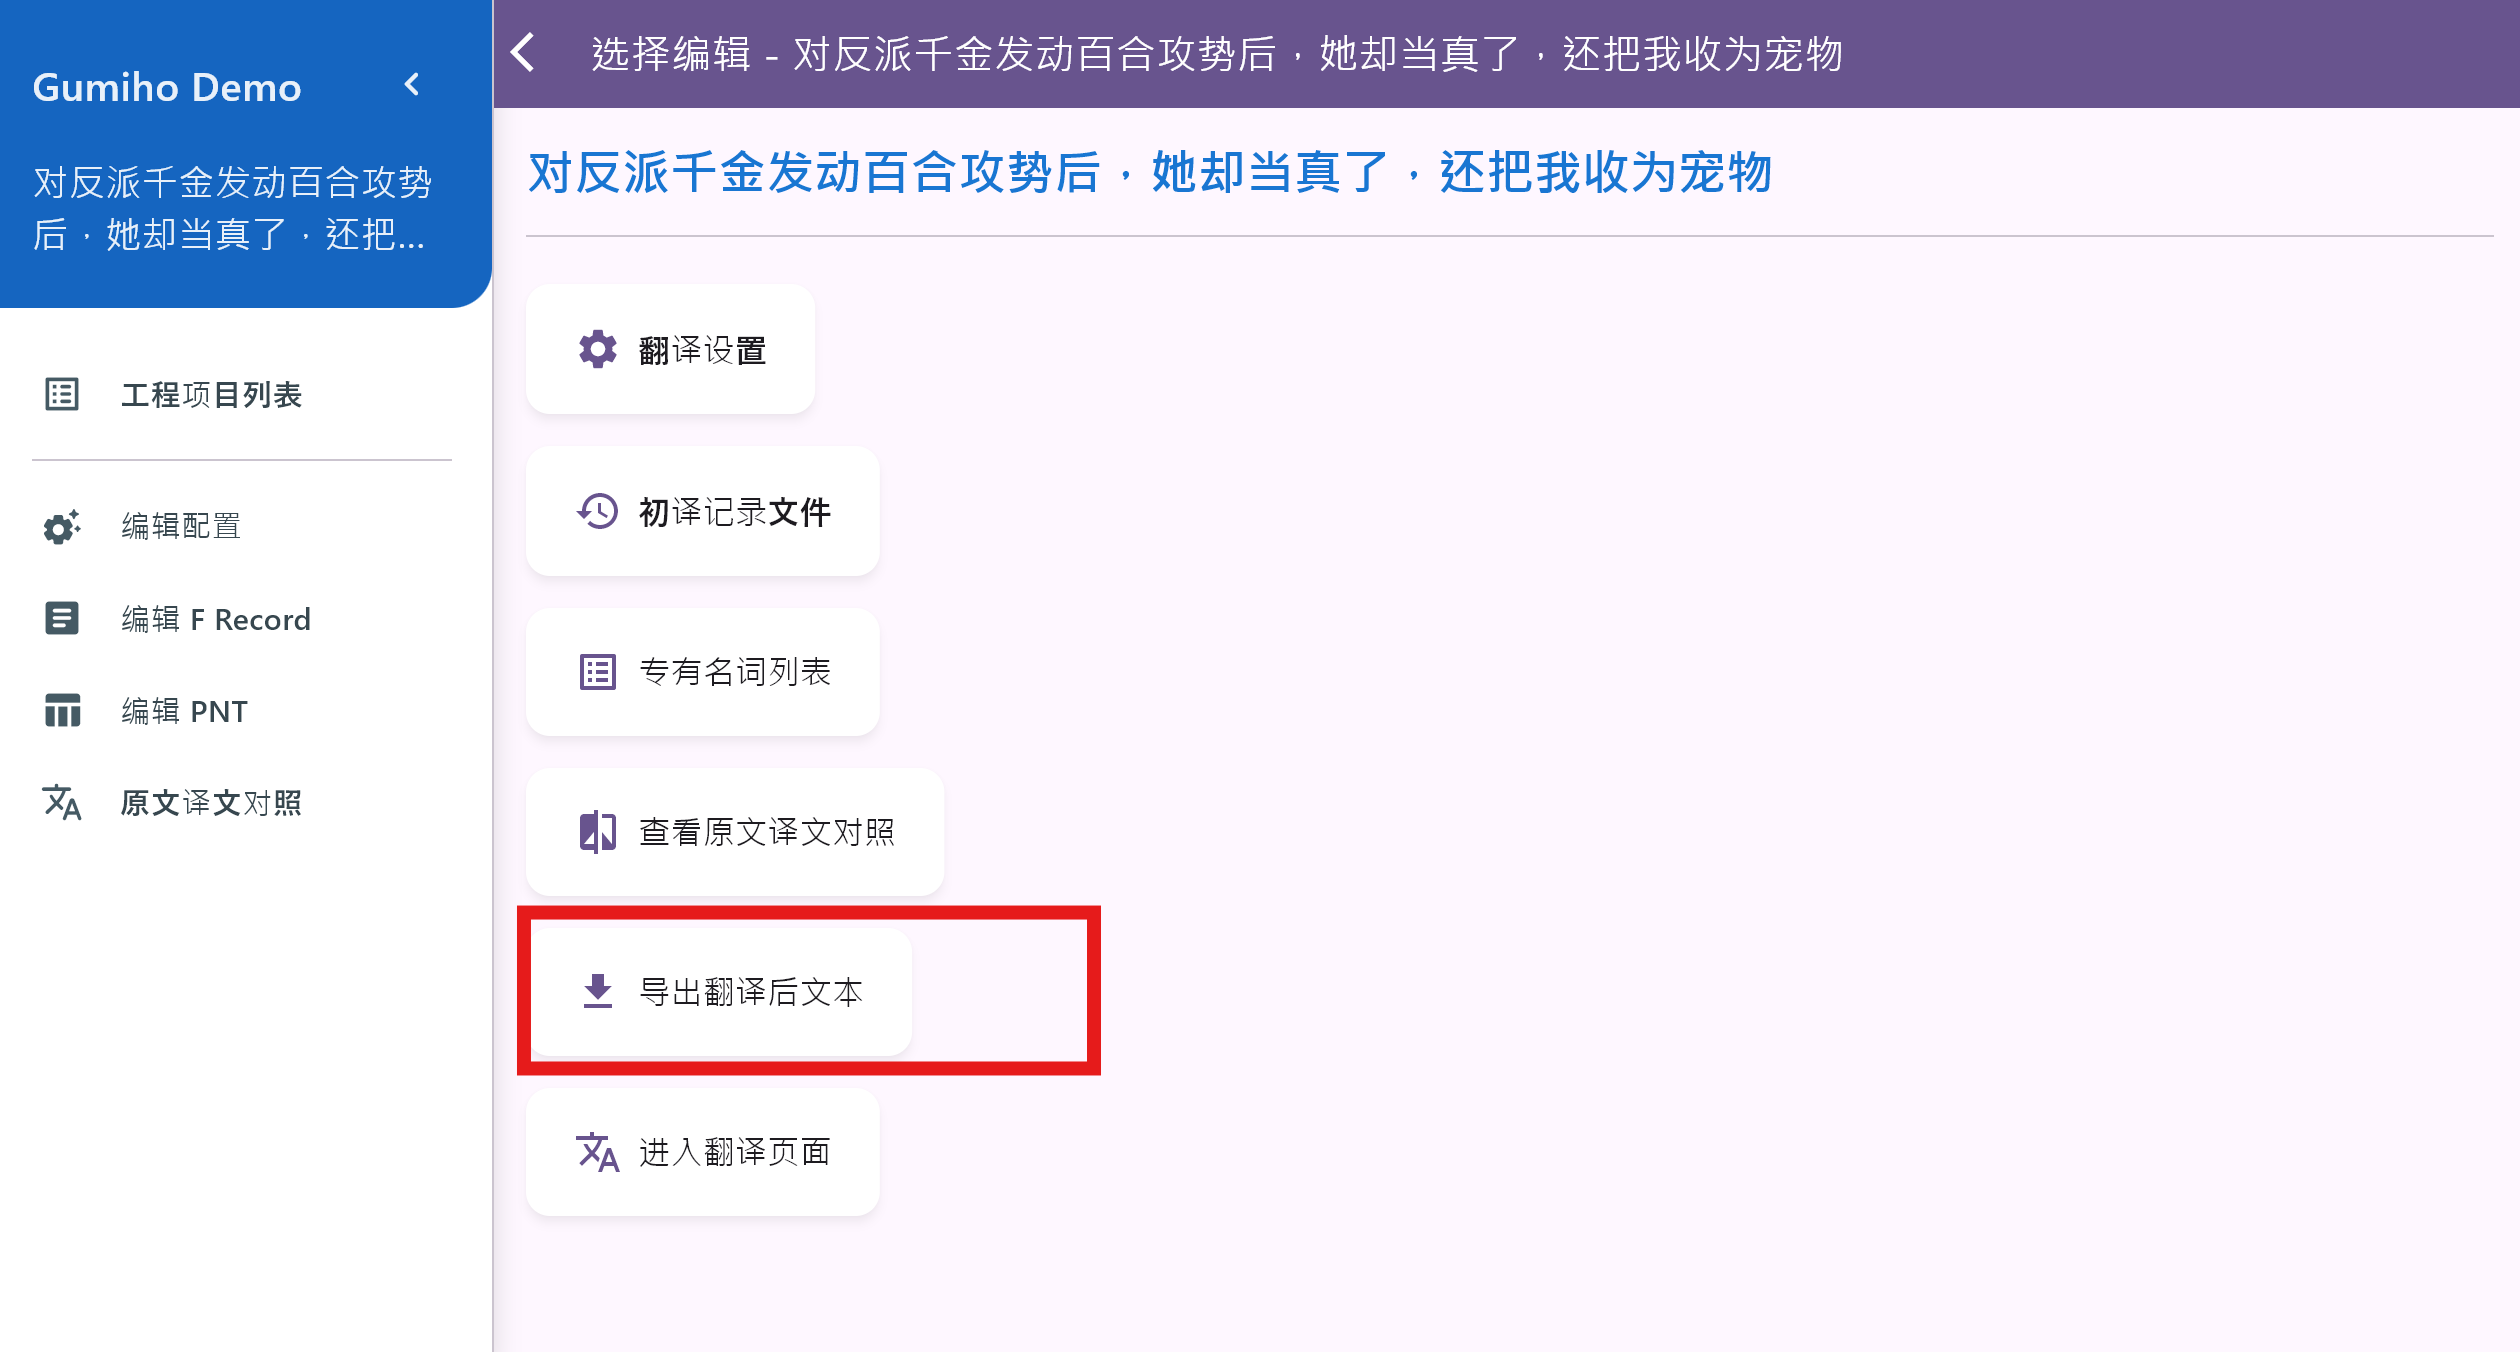 Gumiho Demo
对反派千金发动百合攻势
后，她却当真了，还把...
工程项目列表
编辑配置
编辑 F Record
编辑 PNT
原文译文对照
选择编辑 - 对反派千金发动百合攻势后，她却当真了，还把我收为宠物
对反派千金发动百合攻势后，她却当真了，还把我收为宠物
翻译设置
初译记录文件
专有名词列表
查看原文译文对照
导出翻译后文本
进入翻译页面